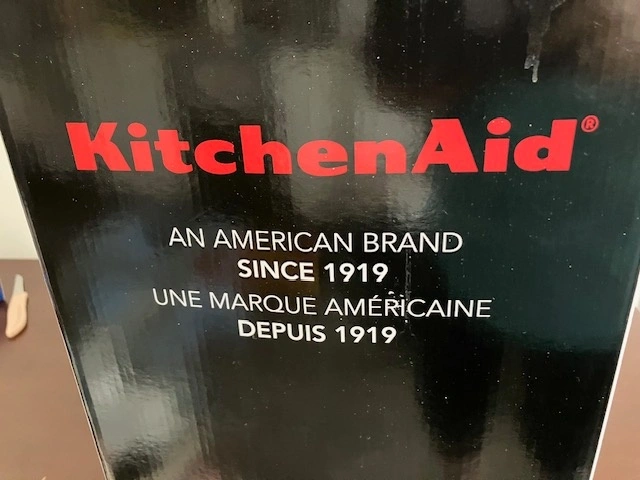 KitchenAid®
AN AMERICAN BRAND
SINCE 1919
UNE MARQUE AMÉRICAINE
DEPUIS 1919